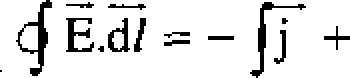 ∮ E⃗.dl⃗ = − ∮ j⃗ +